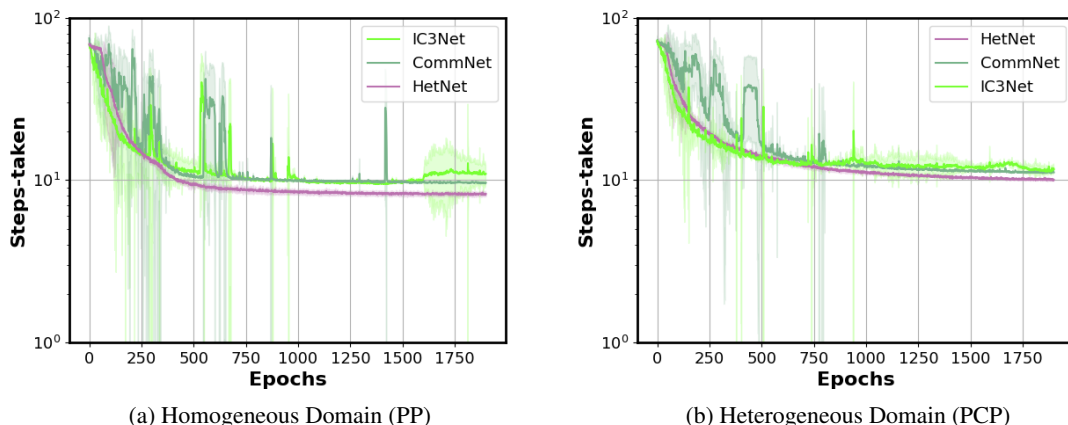 10²
10¹
10⁰
Steps-taken
IC3Net
CommNet
HetNet
0 250 500 750 1000 1250 1500 1750
Epochs
(a) Homogeneous Domain (PP)
10²
10¹
10⁰
Steps-taken
HetNet
CommNet
IC3Net
0 250 500 750 1000 1250 1500 1750
Epochs
(b) Heterogeneous Domain (PCP)